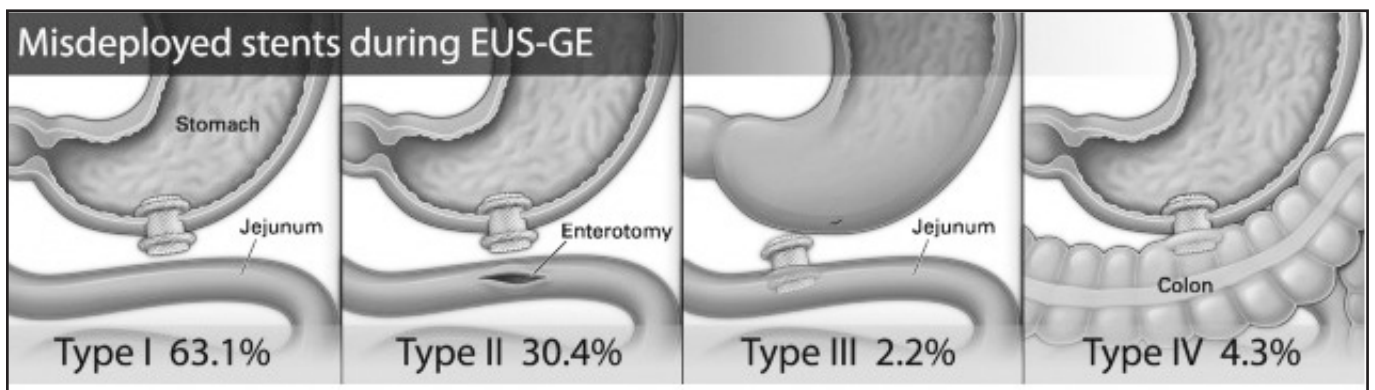 Misdeployed stents during EUS-GE
Stomach
Jejunum
Type I 63.1%
Enterotomy
Type II 30.4%
Jejunum
Type III 2.2%
Colon
Type IV 4.3%